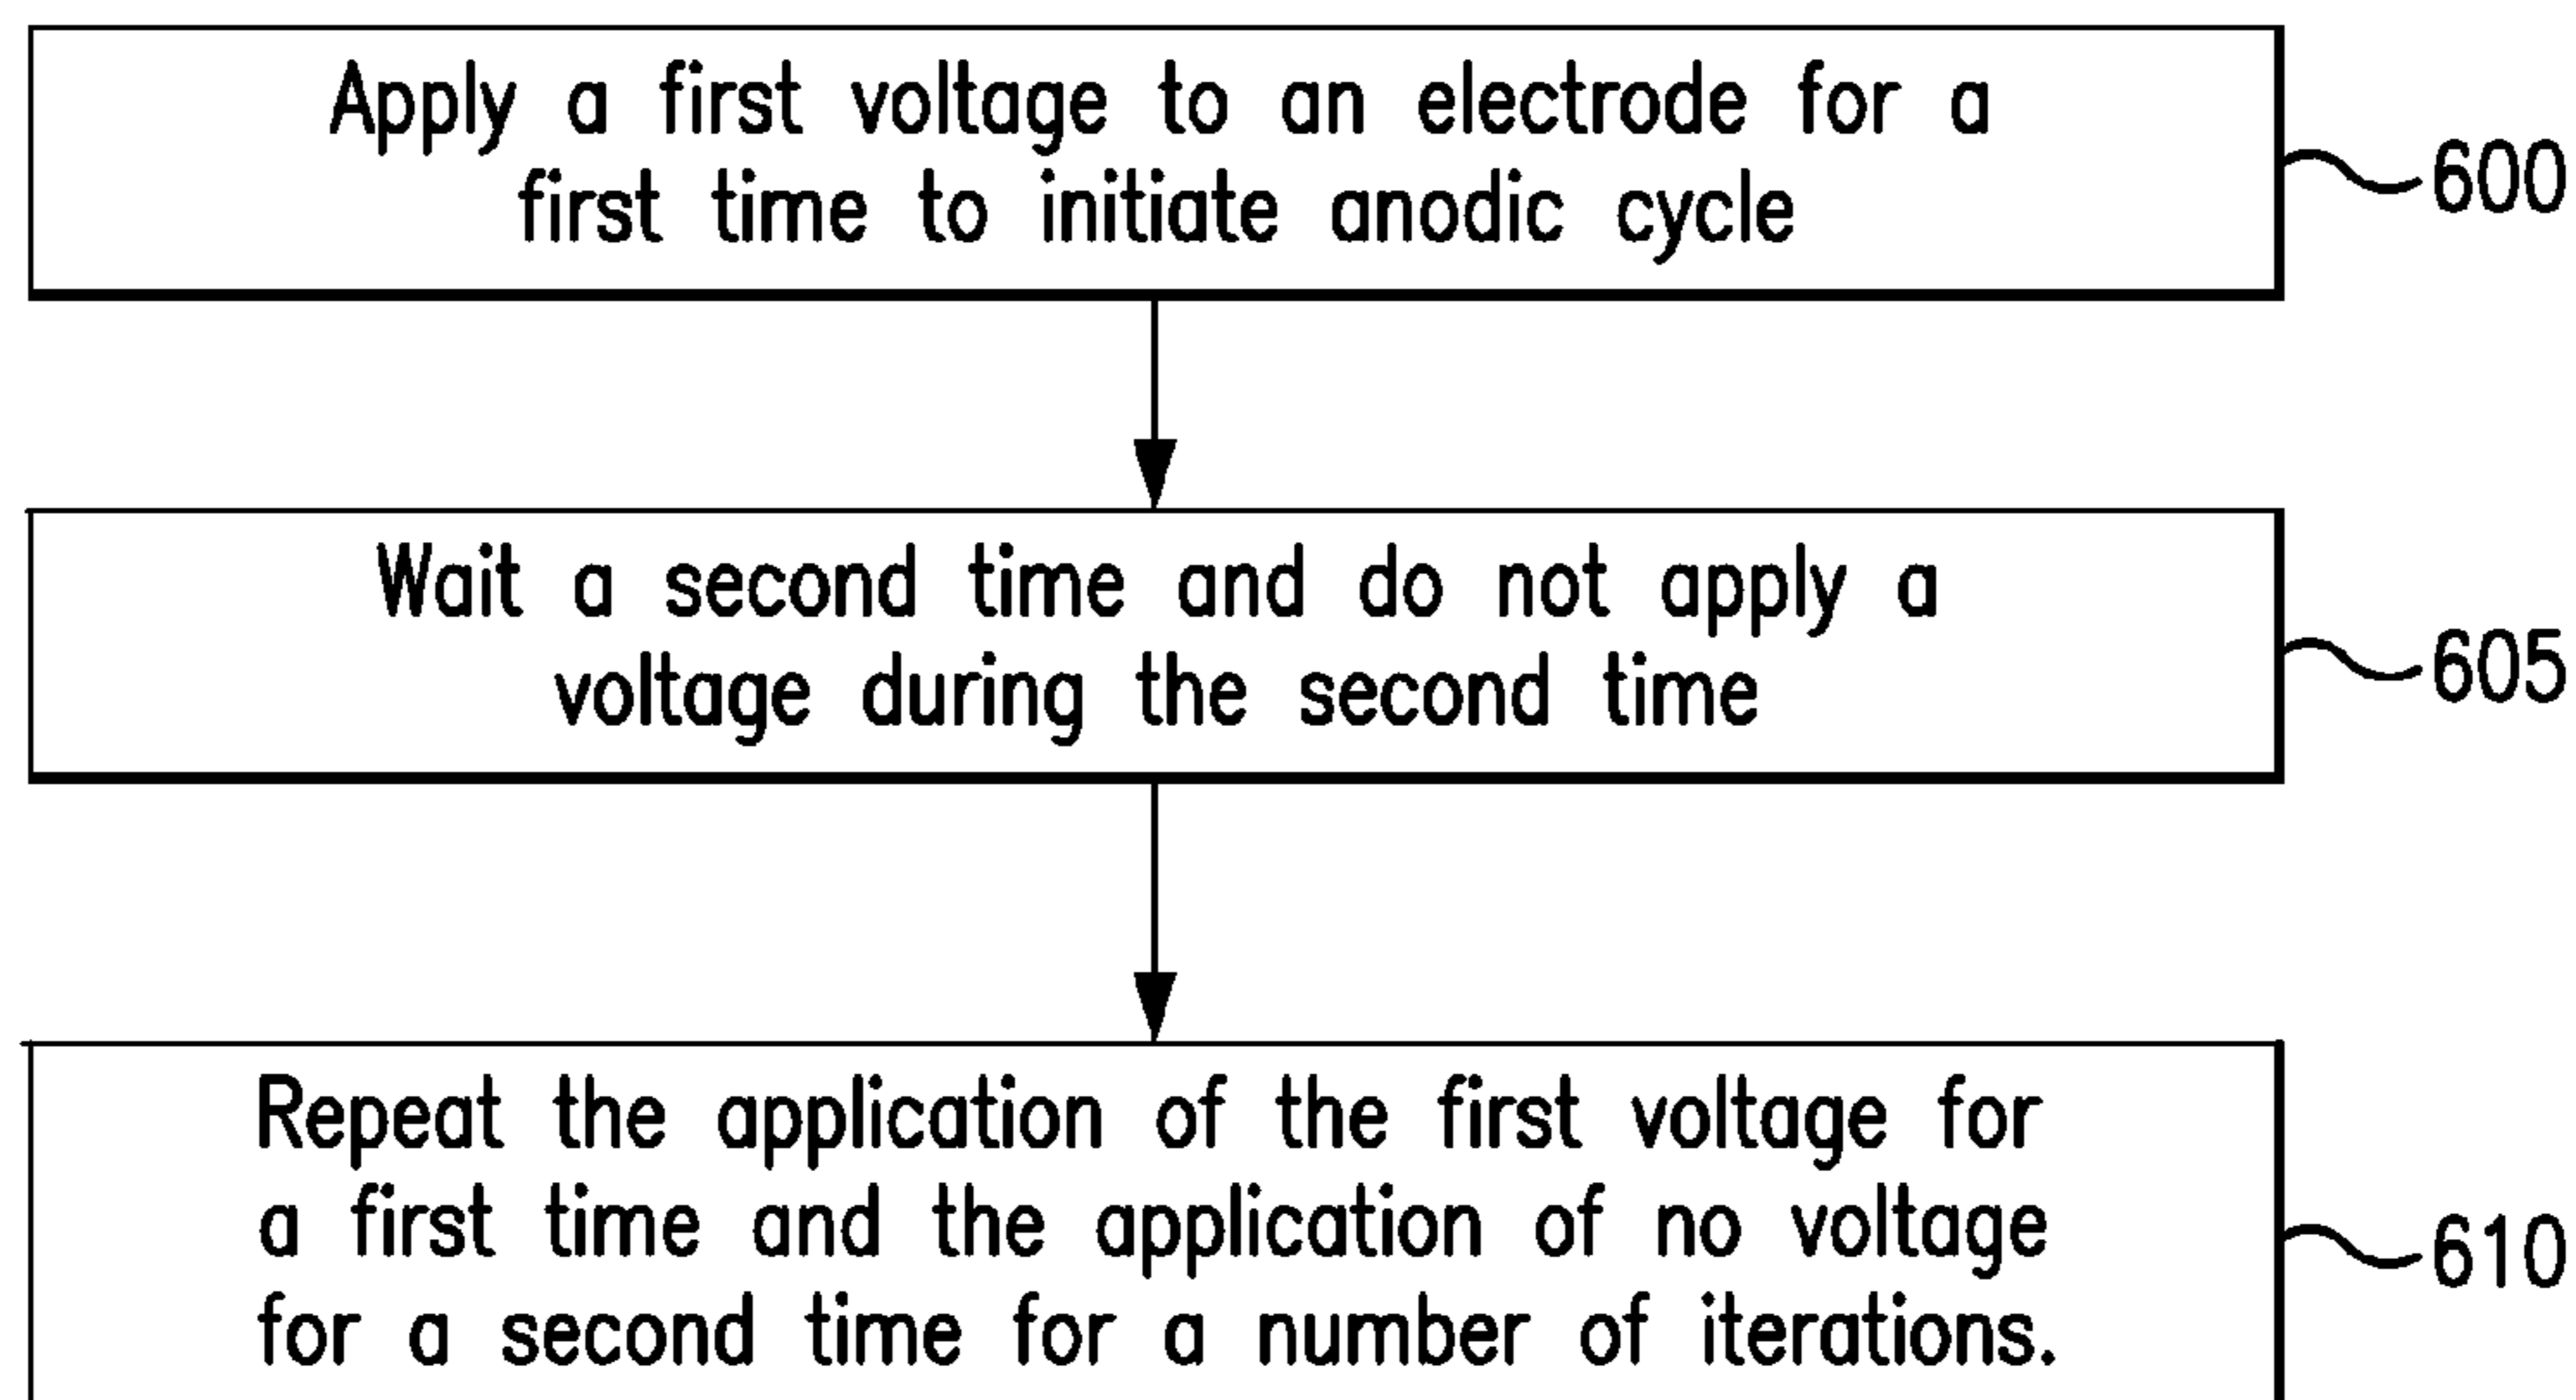 Apply a first voltage to an electrode for a
first time to initiate anodic cycle
600
Wait a second time and do not apply a
voltage during the second time
605
Repeat the application of the first voltage for
a first time and the application of no voltage
for a second time for a number of iterations.
610